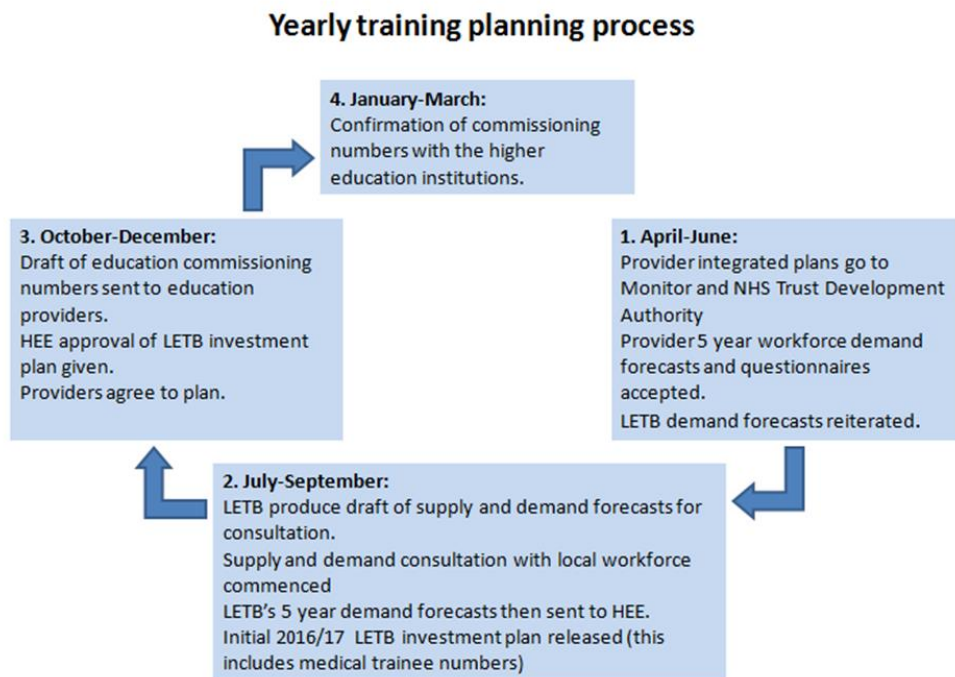 Yearly training planning process
4. January-March:
Confirmation of commissioning
numbers with the higher
education institutions.
3. October-December:
Draft of education commissioning
numbers sent to education
providers.
HEE approval of LETB investment
plan given.
Providers agree to plan.
1. April-June:
Provider integrated plans go to
Monitor and NHS Trust Development
Authority
Provider 5 year workforce demand
forecasts and questionnaires
accepted.
LETB demand forecasts reiterated.
2. July-September:
LETB produce draft of supply and demand forecasts for
consultation.
Supply and demand consultation with local workforce
commenced
LETB's 5 year demand forecasts then sent to HEE.
Initial 2016/17 LETB investment plan released (this
includes medical trainee numbers)